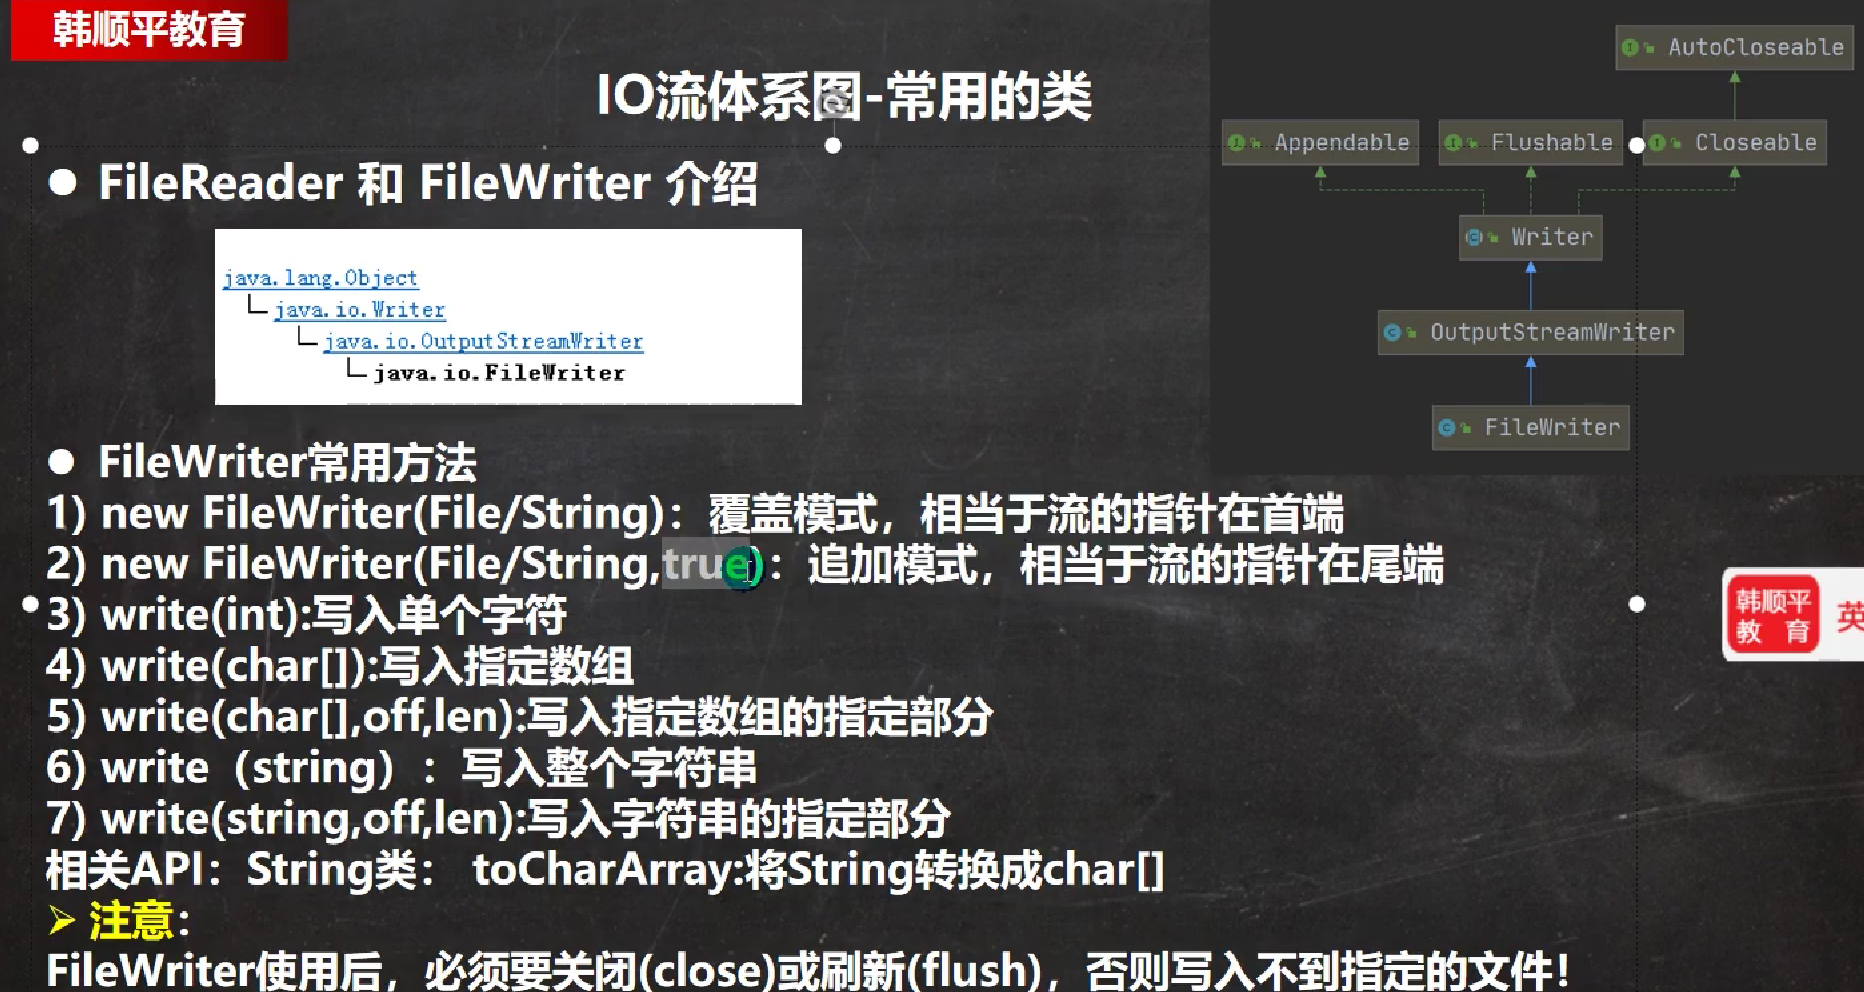 韩顺平教育
IO流体系图-常用的类
AutoCloseable
Appendable
Flushable
Closeable
Writer
OutputStreamWriter
FileWriter
● FileReader 和 FileWriter 介绍
java.lang.Object
java.io.Writer
java.io.OutputStreamWriter
java.io.FileWriter
● FileWriter常用方法
1) new FileWriter(File/String)：覆盖模式，相当于流的指针在首端
2) new FileWriter(File/String,true)：追加模式，相当于流的指针在尾端
3) write(int):写入单个字符
4) write(char[]):写入指定数组
5) write(char[],off,len):写入指定数组的指定部分
6) write（string）：写入整个字符串
7) write(string,off,len):写入字符串的指定部分
相关API：String类： toCharArray:将String转换成char[]
➢ 注意：
FileWriter使用后，必须要关闭(close)或刷新(flush)，否则写入不到指定的文件！
韩顺平
教 育
英